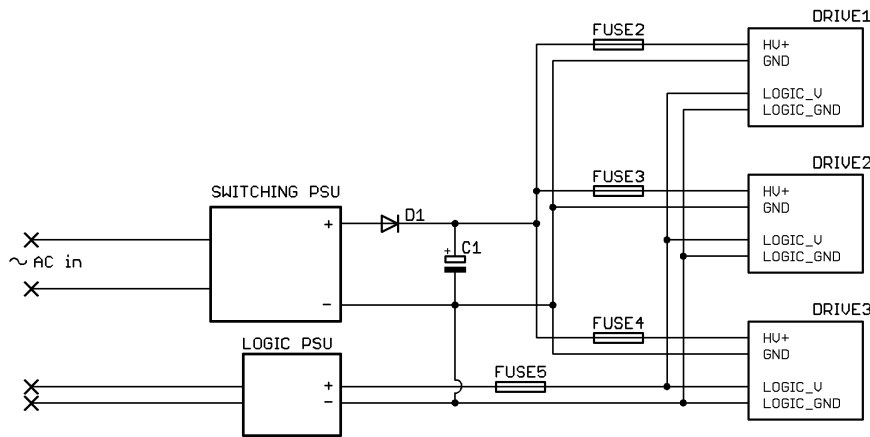 DRIVE1
FUSE2
HV+
GND
LOGIC_V
LOGIC_GND
DRIVE2
FUSE3
HV+
GND
LOGIC_V
LOGIC_GND
SWITCHING PSU
+
D1
+
C1
~ AC in
-
DRIVE3
FUSE4
HV+
GND
LOGIC_V
LOGIC_GND
LOGIC PSU
+
-
FUSE5